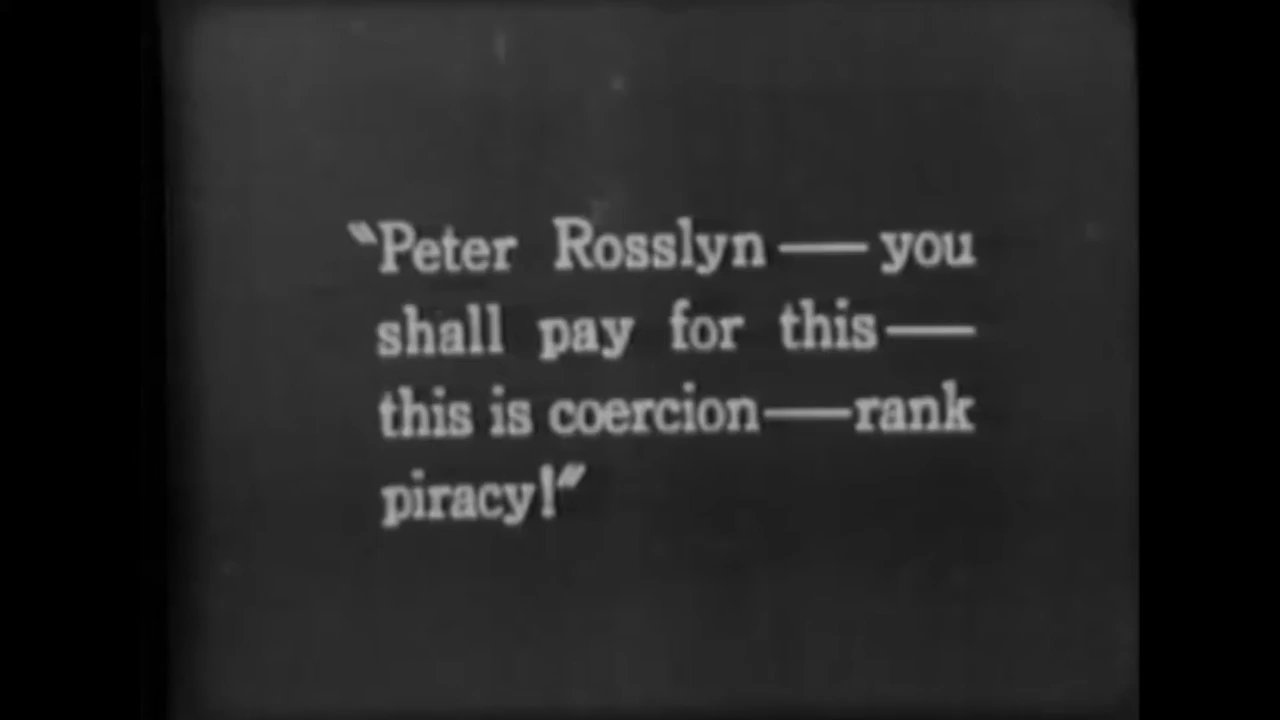 "Peter Rosslyn — you
shall pay for this —
this is coercion — rank
piracy!"